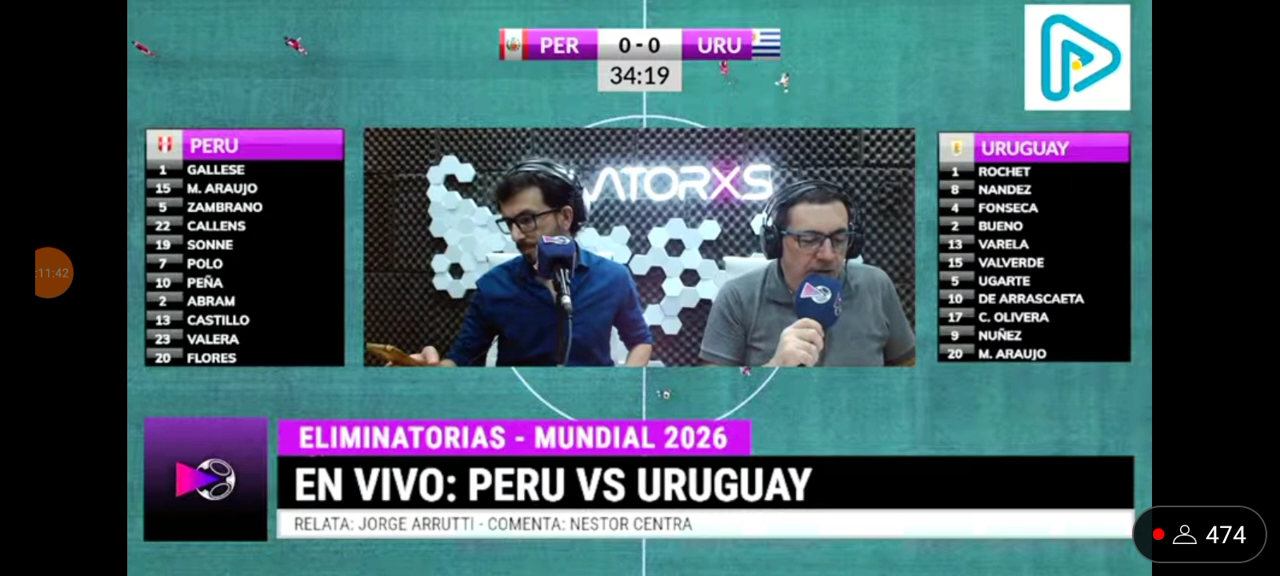 PER 0-0 URU
34:19
PERU
1 GALLESE
15 M. ARAUJO
5 ZAMBRANO
22 CALLENS
19 SONNE
7 POLO
10 PEÑA
2 ABRAM
13 CASTILLO
23 VALERA
20 FLORES
ATORXS
URUGUAY
1 ROCHET
8 NANDEZ
4 FONSECA
2 BUENO
13 VARELA
15 VALVERDE
5 UGARTE
10 DE ARRASCAETA
17 C. OLIVERA
9 NUÑEZ
20 M. ARAUJO
:11:42
ELIMINATORIAS - MUNDIAL 2026
EN VIVO: PERU VS URUGUAY
RELATA: JORGE ARRUTTI - COMENTA: NESTOR CENTRA
474